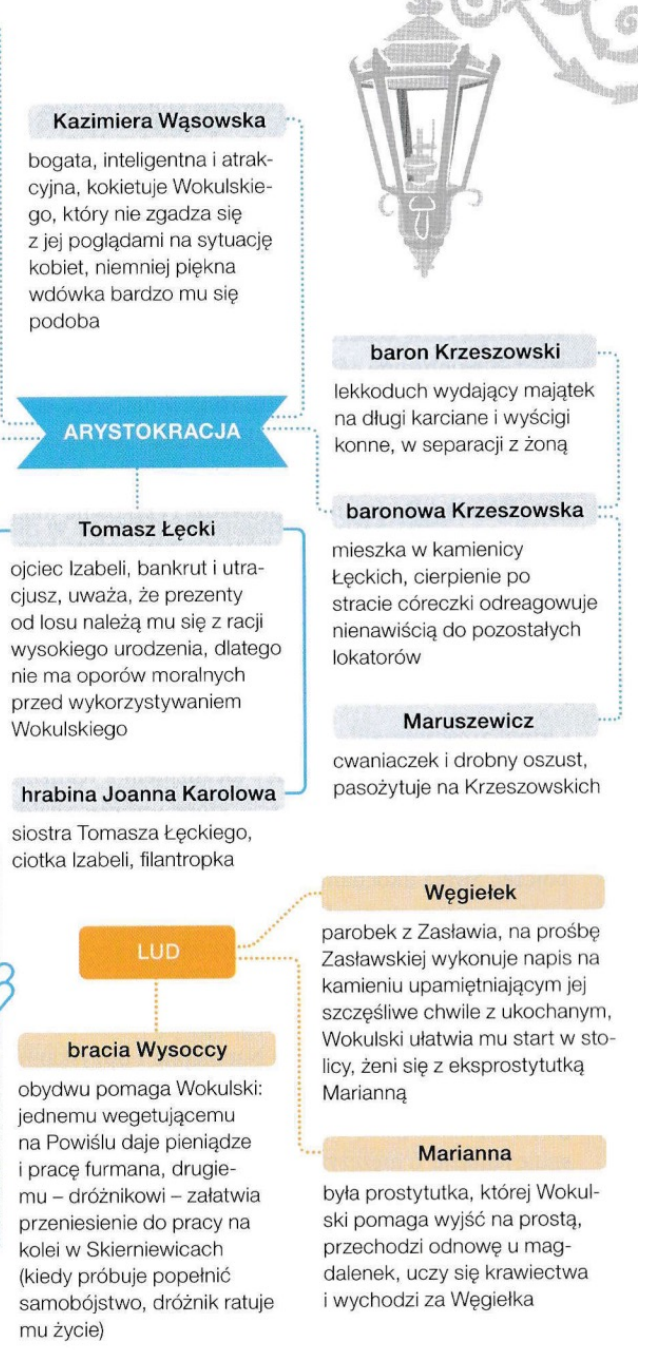 Kazimiera Wąsowska
bogata, inteligentna i atrak-
cyjna, kokietuje Wokulskie-
go, który nie zgadza się
z jej poglądami na sytuację
kobiet, niemniej piękna
wdówka bardzo mu się
podoba
ARYSTOKRACJA
baron Krzeszowski
lekkoduch wydający majątek
na długi karciane i wyścigi
konne, w separacji z żoną
baronowa Krzeszowska
mieszka w kamienicy
Łęckich, cierpienie po
stracie córeczki odreagowuje
nienawiścią do pozostałych
lokatorów
Maruszewicz
cwaniaczek i drobny oszust,
pasożytuje na Krzeszowskich
Tomasz Łęcki
ojciec Izabeli, bankrut i utra-
cjusz, uważa, że prezenty
od losu należą mu się z racji
wysokiego urodzenia, dlatego
nie ma oporów moralnych
przed wykorzystywaniem
Wokulskiego
hrabina Joanna Karolowa
siostra Tomasza Łęckiego,
ciotka Izabeli, filantropka
LUD
Węgiełek
parobek z Zasławia, na prośbę
Zasławskiej wykonuje napis na
kamieniu upamiętniającym jej
szczęśliwe chwile z ukochanym,
Wokulski ułatwia mu start w sto-
licy, żeni się z eksprostytutką
Marianną
bracia Wysoccy
obydwu pomaga Wokulski:
jednemu wegetującemu
na Powiślu daje pieniądze
i pracę furmana, drugie-
mu – dróżnikowi – załatwia
przeniesienie do pracy na
kolei w Skierniewicach
(kiedy próbuje popełnić
samobójstwo, dróżnik ratuje
mu życie)
Marianna
była prostytutka, której Wokul-
ski pomaga wyjść na prostą,
przechodzi odnowę u mag-
dalenek, uczy się krawiectwa
i wychodzi za Węgiełka